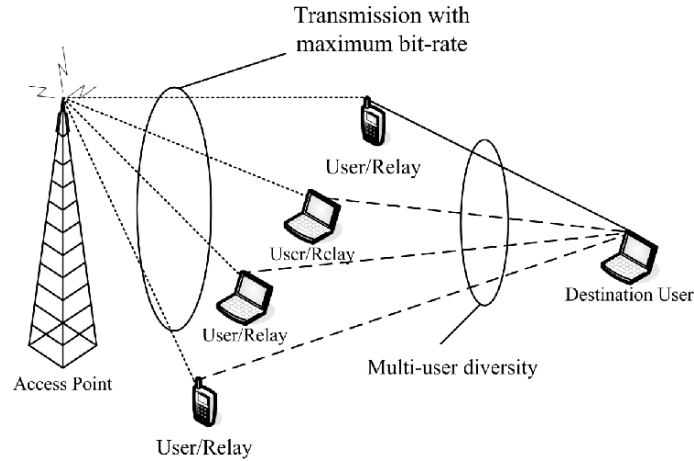 Transmission with
maximum bit-rate
User/Relay
User/Relay
User/Relay
Destination User
Multi-user diversity
Access Point
User/Relay